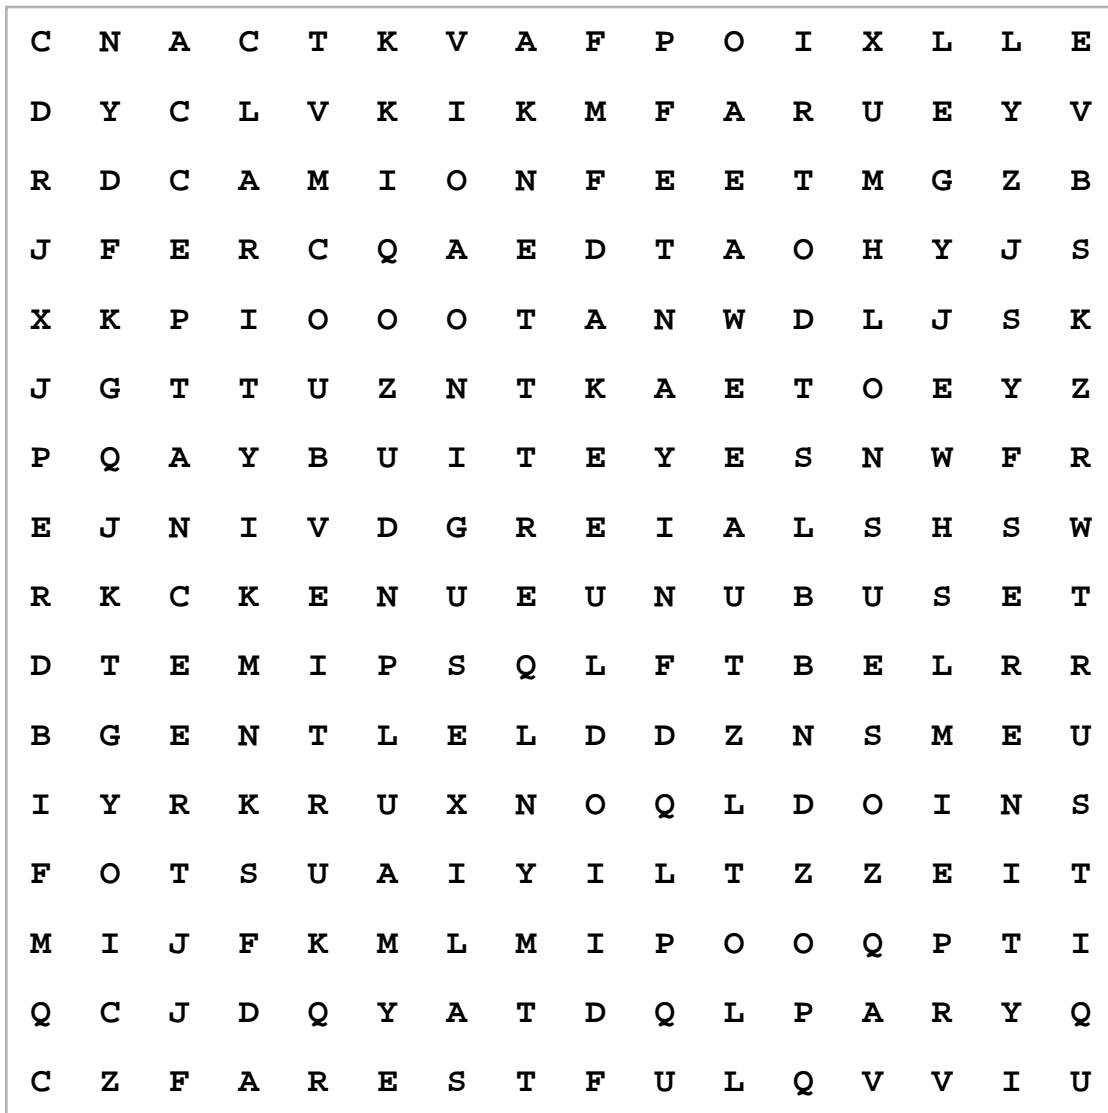 C N A C T K V A F P O I X L L E
D Y C L V K I K M F A R U E Y V
R D C A M I O N F E E T M G Z B
J F E R C Q A E D T A O H Y J S
X K P I O O O T A N W D L J S K
J G T T U Z N T K A E T O E Y Z
P Q A Y B U I T E Y E S N W F R
E J N I V D G R E I A L S H S W
R K C K E N U E U N U B U S E T
D T E M I P S Q L F T B E L R R
B G E N T L E L D D Z N S M E U
I Y R K R U X N O Q L D O I N S
F O T S U A I Y I L T Z Z E I T
M I J F K M L M I P O O Q P T I
Q C J D Q Y A T D Q L P A R Y Q
C Z F A R E S T F U L Q V V I U